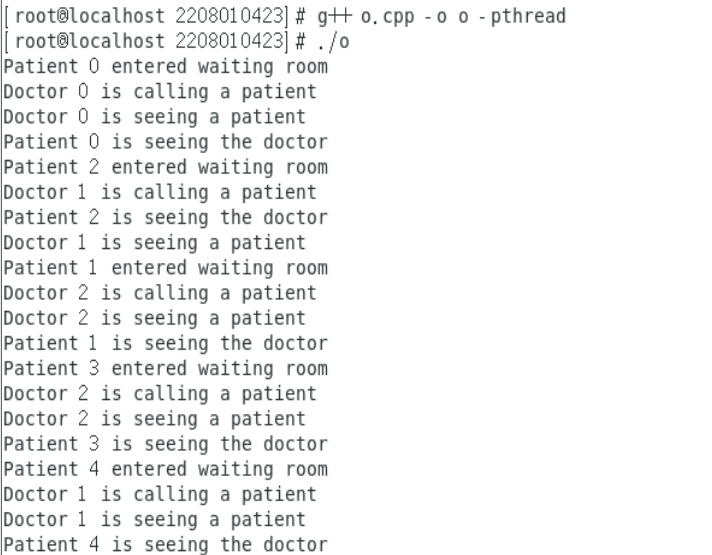 [root@localhost 2208010423]# g++ o.cpp -o o -pthread
[root@localhost 2208010423]# ./o
Patient 0 entered waiting room
Doctor 0 is calling a patient
Doctor 0 is seeing a patient
Patient 0 is seeing the doctor
Patient 2 entered waiting room
Doctor 1 is calling a patient
Patient 2 is seeing the doctor
Doctor 1 is seeing a patient
Patient 1 entered waiting room
Doctor 2 is calling a patient
Doctor 2 is seeing a patient
Patient 1 is seeing the doctor
Patient 3 entered waiting room
Doctor 2 is calling a patient
Doctor 2 is seeing a patient
Patient 3 is seeing the doctor
Patient 4 entered waiting room
Doctor 1 is calling a patient
Doctor 1 is seeing a patient
Patient 4 is seeing the doctor